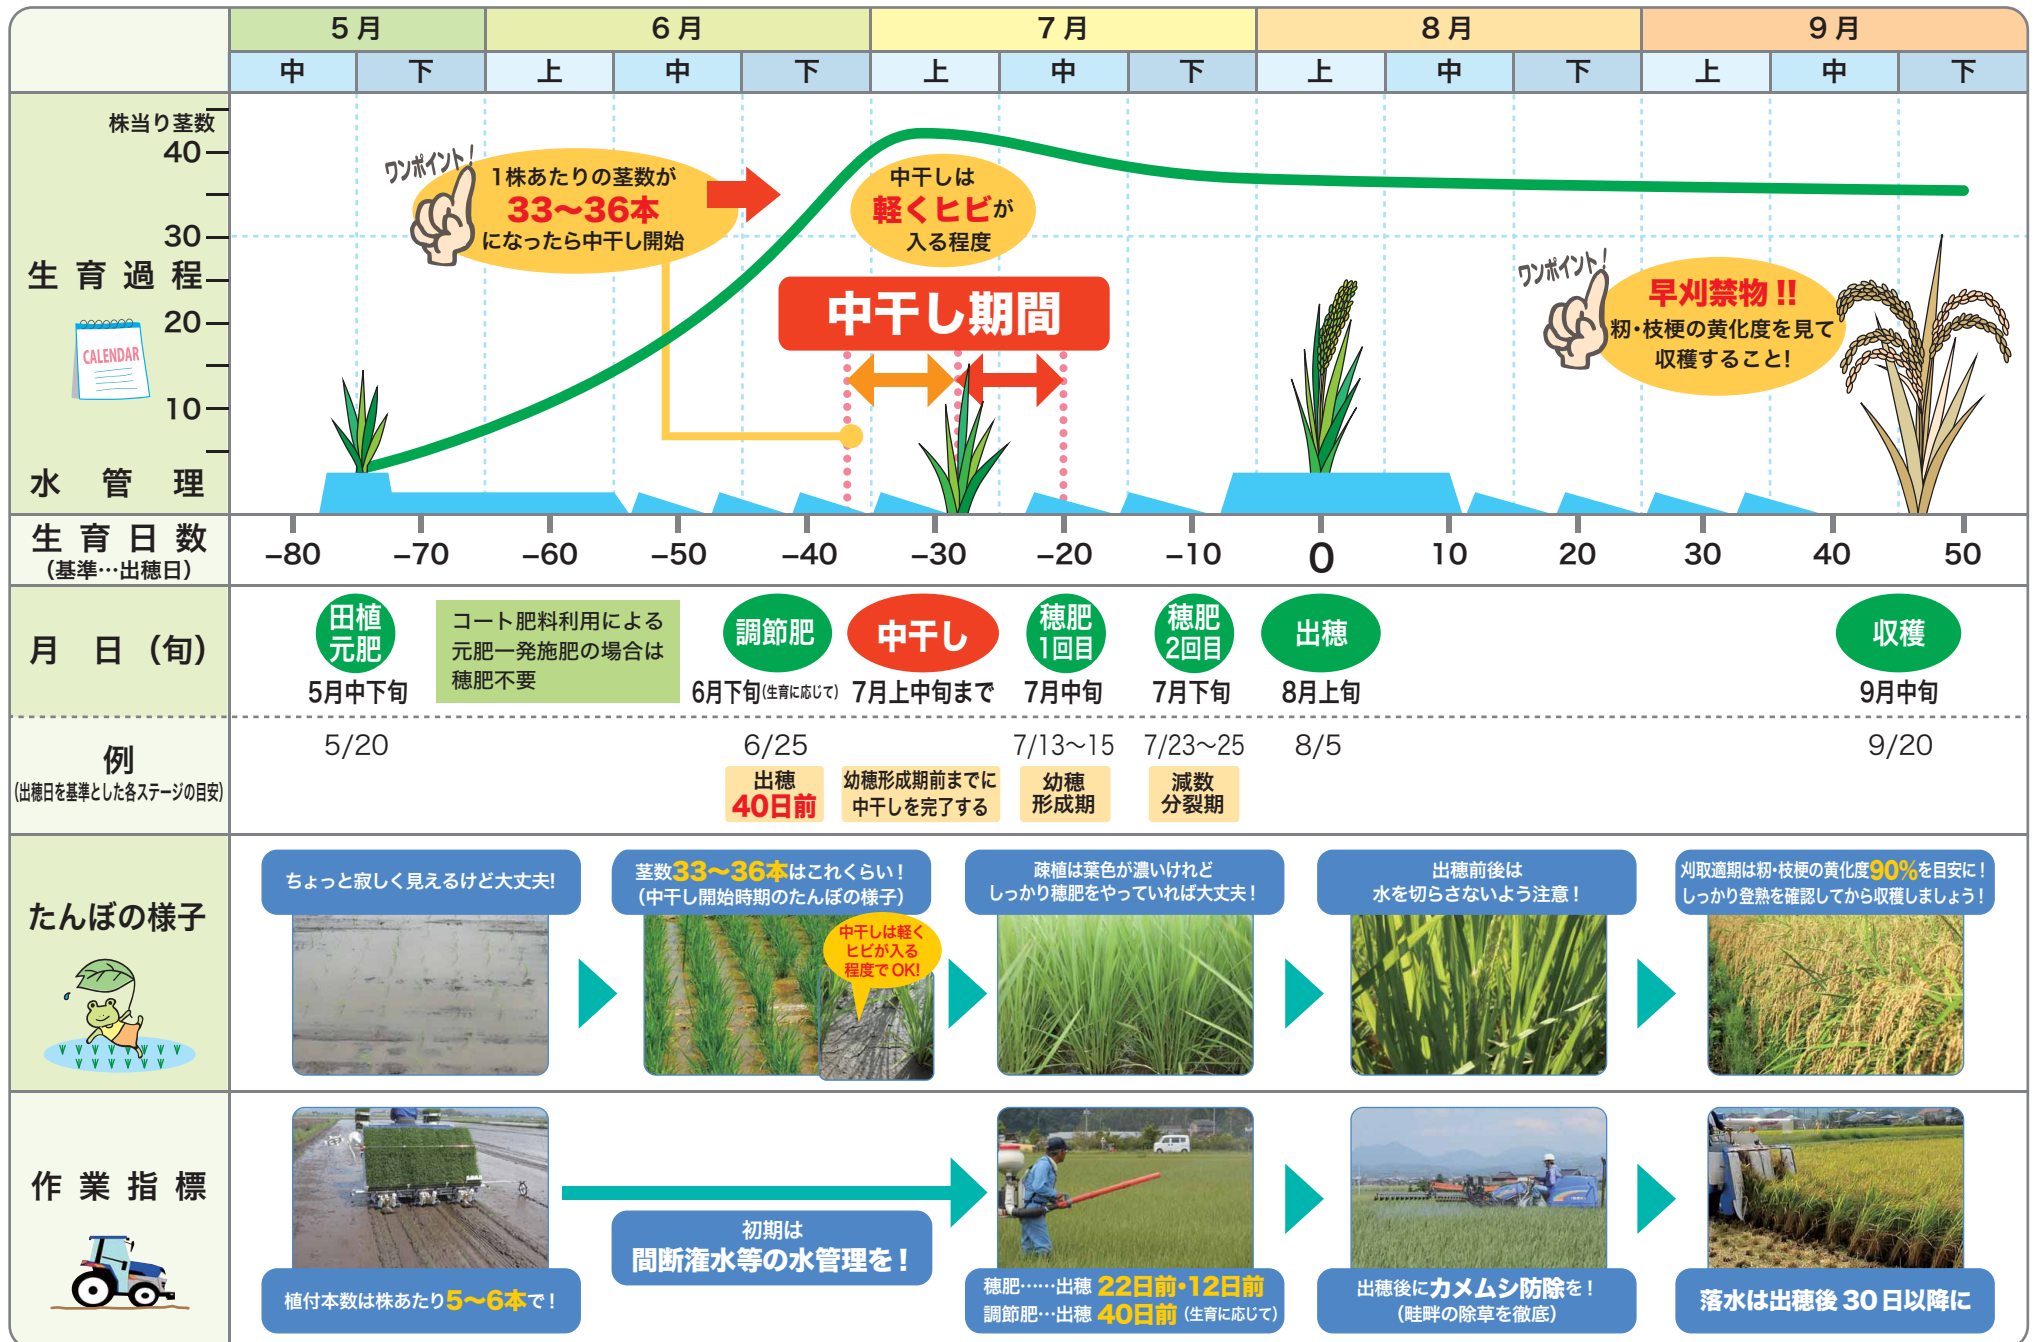 5月
6月
7月
8月
9月
中
下
上
中
下
上
中
下
上
中
下
上
中
下
生育過程
CALENDAR
水管理
株当り茎数
40
30
20
10
ワンポイント!
1株あたりの茎数が
33〜36本
になったら中干し開始
中干しは
軽くヒビが
入る程度
中干し期間
ワンポイント!
早刈禁物!!
籾・枝梗の黄化度を見て
収穫すること!
生育日数
(基準…出穂日)
−80
−70
−60
−50
−40
−30
−20
−10
0
10
20
30
40
50
月日(旬)
田植
元肥
5月中下旬
コート肥料利用による
元肥一発施肥の場合は
穂肥不要
調節肥
6月下旬(生育に応じて)
中干し
7月上中旬まで
穂肥
1回目
7月中旬
穂肥
2回目
7月下旬
出穂
8月上旬
収穫
9月中旬
例
(出穂日を基準とした各ステージの目安)
5/20
6/25
出穂
40日前
幼穂形成期前までに
中干しを完了する
7/13〜15
幼穂
形成期
7/23〜25
減数
分裂期
8/5
9/20
たんぼの様子
ちょっと寂しく見えるけど大丈夫!
茎数33〜36本はこれくらい!
(中干し開始時期のたんぼの様子)
中干しは軽く
ヒビが入る
程度でOK!
疎植は葉色が濃いけれど
しっかり穂肥をやっていれば大丈夫!
出穂前後は
水を切らさないよう注意!
刈取適期は籾・枝梗の黄化度90%を目安に!
しっかり登熟を確認してから収穫しましょう!
作業指標
植付本数は株あたり5〜6本で!
初期は
間断潅水等の水管理を!
穂肥……出穂 22日前・12日前
調節肥…出穂 40日前(生育に応じて)
出穂後にカメムシ防除を!
(畦畔の除草を徹底)
落水は出穂後30日以降に